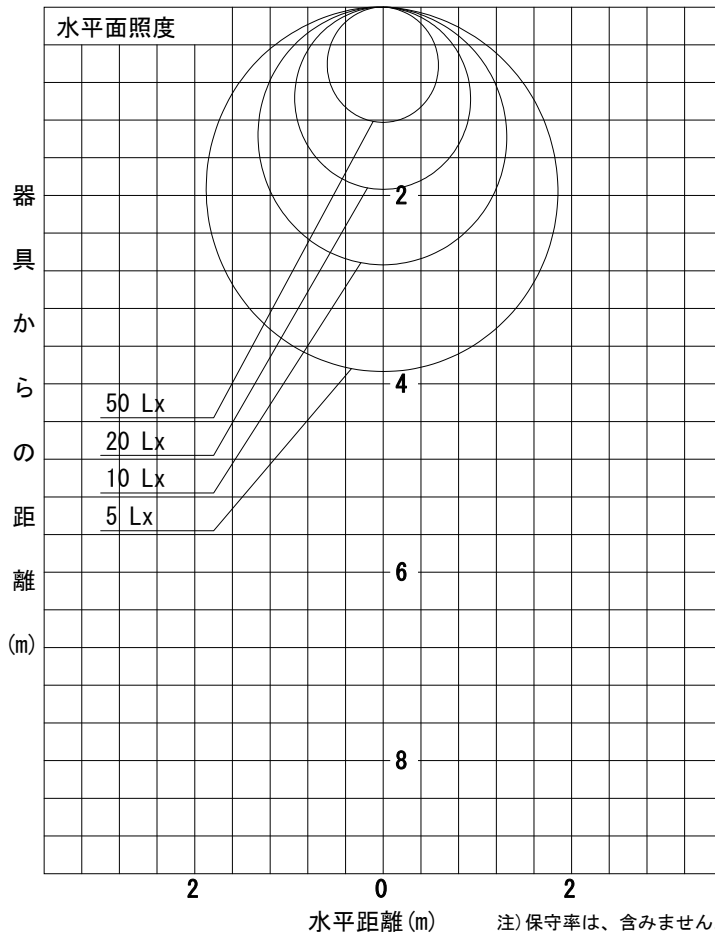 水平面照度
器具からの距離(m)
2
4
50 Lx
20 Lx
10 Lx
5 Lx
6
8
2 0 2
水平距離(m)
注)保守率は、含みません